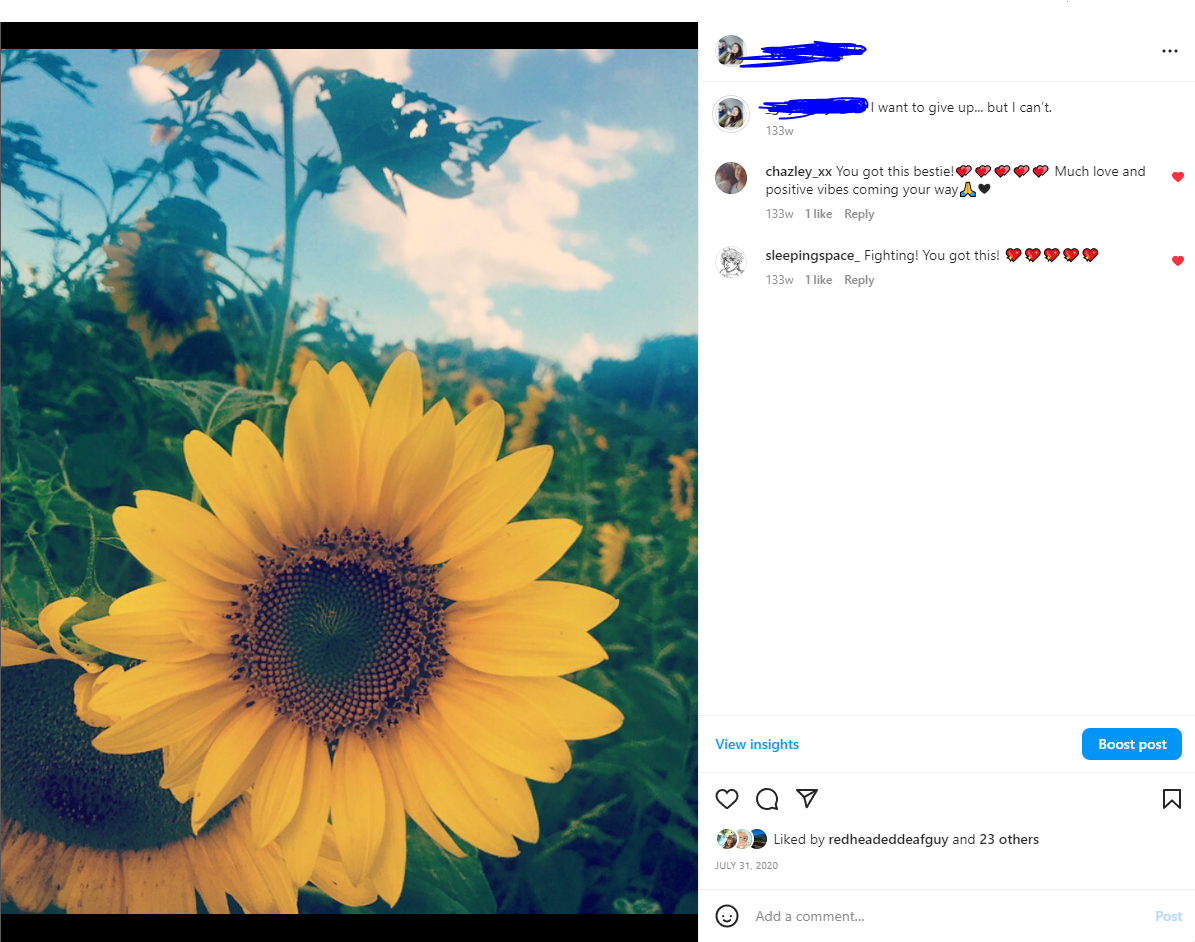 I want to give up... but I can't.
133w
chazley_xx You got this bestie!💓💓💓💓💓 Much love and
positive vibes coming your way🙏🖤
133w 1 like Reply
sleepingspace_ Fighting! You got this! 💖💖💖💖💖
133w 1 like Reply
View insights
Boost post
Liked by redheadeddeafguy and 23 others
JULY 31, 2020
Add a comment...
Post